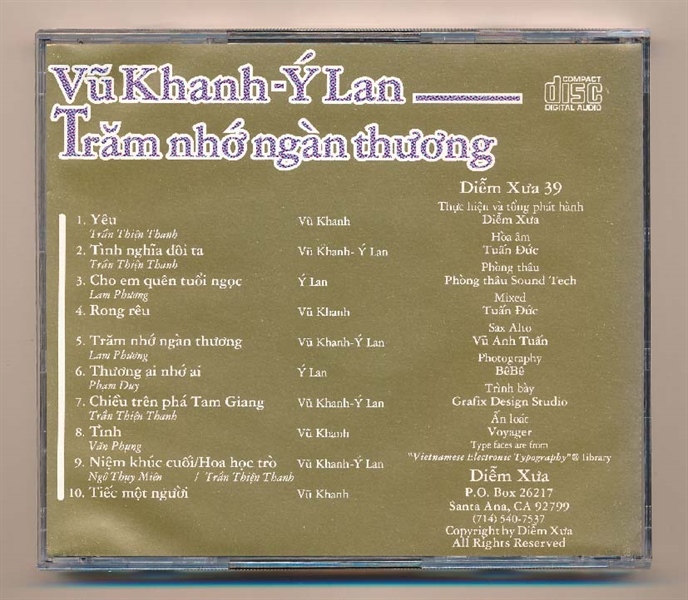 Vũ Khanh - Ý Lan
Trăm nhớ ngàn thương
COMPACT
disc
DIGITAL AUDIO
1. Yêu Vũ Khanh
Trần Thiện Thanh
2. Tình nghĩa đôi ta Vũ Khanh- Ý Lan
Trần Thiện Thanh
3. Cho em quên tuổi ngọc Ý Lan
Lam Phương
4. Rong rêu Vũ Khanh
5. Trăm nhớ ngàn thương Vũ Khanh-Ý Lan
Lam Phương
6. Thương ai nhớ ai Ý Lan
Phạm Duy
7. Chiều trên phá Tam Giang Vũ Khanh-Ý Lan
Trần Thiện Thanh
8. Tình Vũ Khanh
Văn Phụng
9. Niệm khúc cuối/Hoa học trò Vũ Khanh-Ý Lan
Ngô Thụy Miên / Trần Thiện Thanh
10. Tiếc một người Vũ Khanh
Diễm Xưa 39
Thực hiện và tổng phát hành
Diễm Xưa
Hòa âm
Tuấn Đức
Phòng thâu
Phòng thâu Sound Tech
Mixed
Tuấn Đức
Sax Alto
Vũ Anh Tuấn
Photography
BêBê
Trình bày
Grafix Design Studio
Ấn loát
Voyager
Type faces are from
"Vietnamese Electronic Typography"® library
Diễm Xưa
P.O. Box 26217
Santa Ana, CA 92799
(714) 540-7537
Copyright by Diễm Xưa
All Rights Reserved